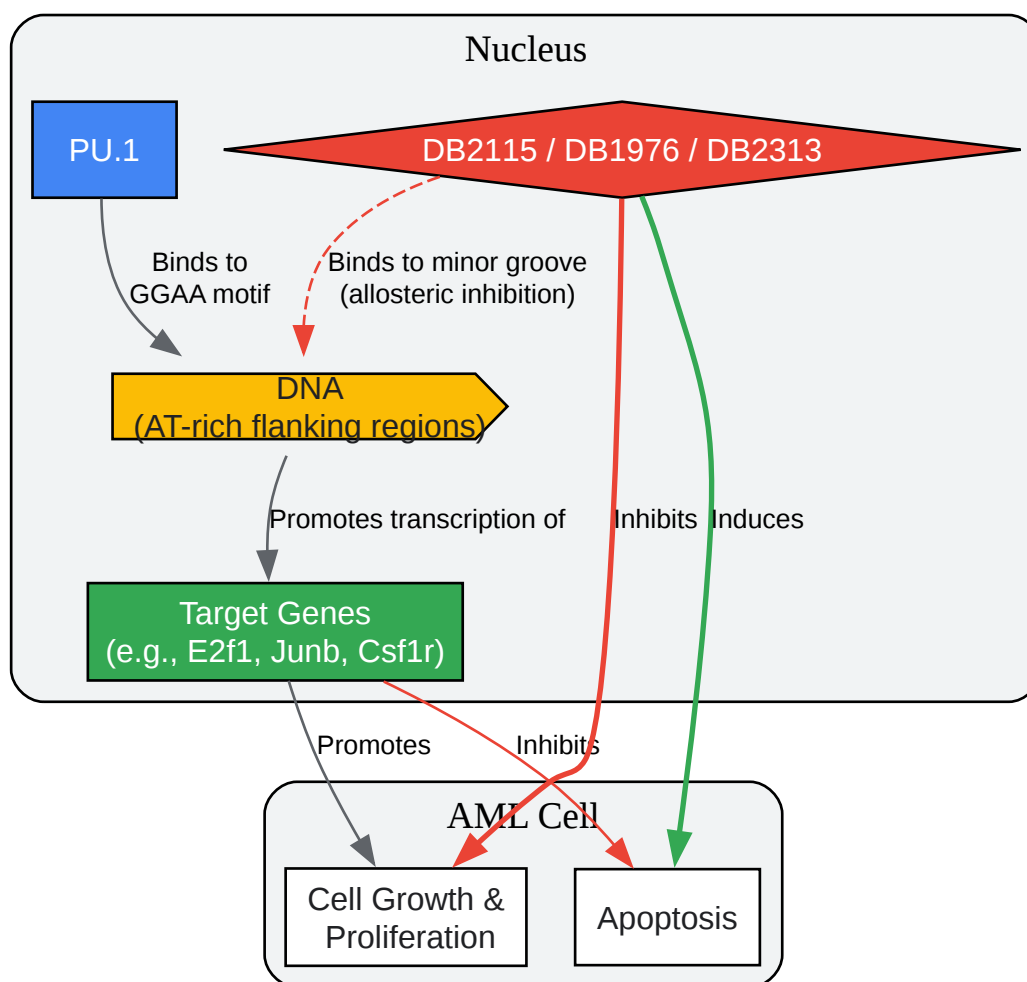 Nucleus
PU.1
DB2115 / DB1976 / DB2313
Binds to
GGAA motif
Binds to minor groove
(allosteric inhibition)
DNA
(AT-rich flanking regions)
Promotes transcription of
Inhibits
Induces
Target Genes
(e.g., E2f1, Junb, Csf1r)
Promotes
Inhibits
AML Cell
Cell Growth &
Proliferation
Apoptosis